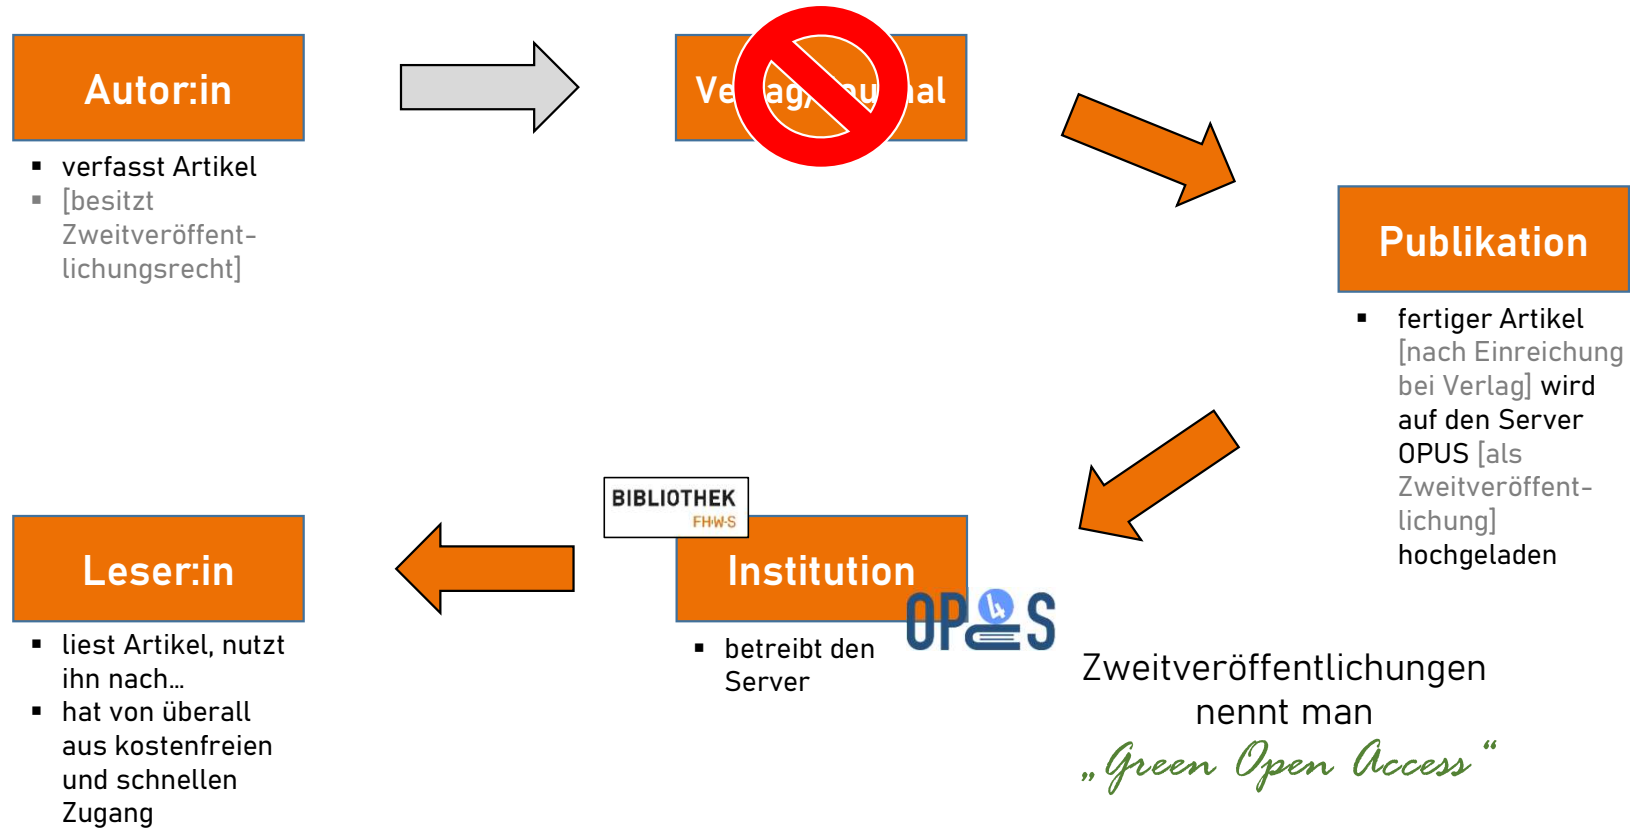 Autor:in
▪ verfasst Artikel
▪ [besitzt
Zweitveröffent-
lichungsrecht]
Publikation
▪ fertiger Artikel
[nach Einreichung
bei Verlag] wird
auf den Server
OPUS [als
Zweitveröffent-
lichung]
hochgeladen
BIBLIOTHEK
FH·W-S
Institution
OPUS 4
▪ betreibt den
Server
Leser:in
▪ liest Artikel, nutzt
ihn nach…
▪ hat von überall
aus kostenfreien
und schnellen
Zugang
Zweitveröffentlichungen
nennt man
„Green Open Access“